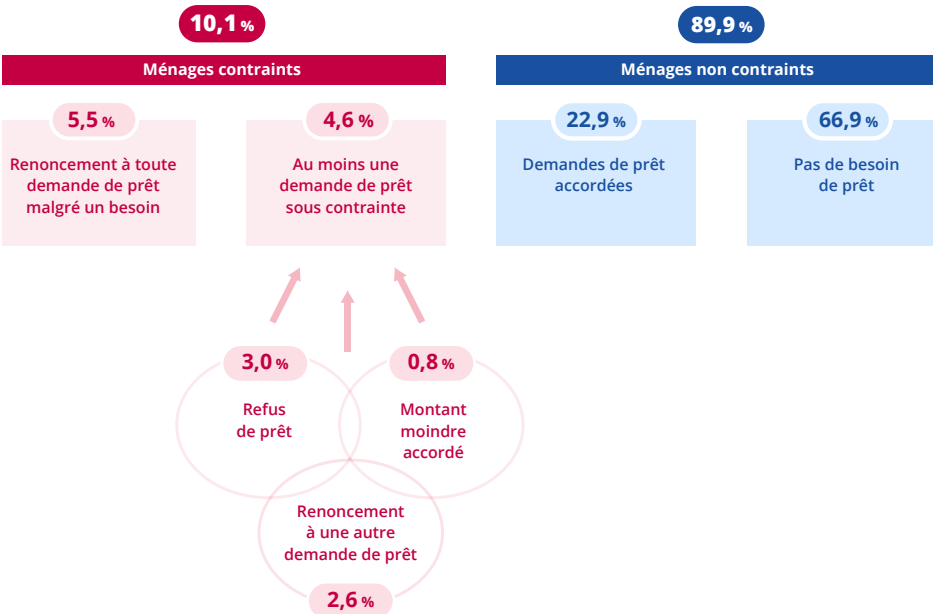 10,1 %
Ménages contraints
5,5 %
Renoncement à toute
demande de prêt
malgré un besoin
4,6 %
Au moins une
demande de prêt
sous contrainte
89,9 %
Ménages non contraints
22,9 %
Demandes de prêt
accordées
66,9 %
Pas de besoin
de prêt
3,0 %
Refus
de prêt
0,8 %
Montant
moindre
accordé
Renoncement
à une autre
demande de prêt
2,6 %